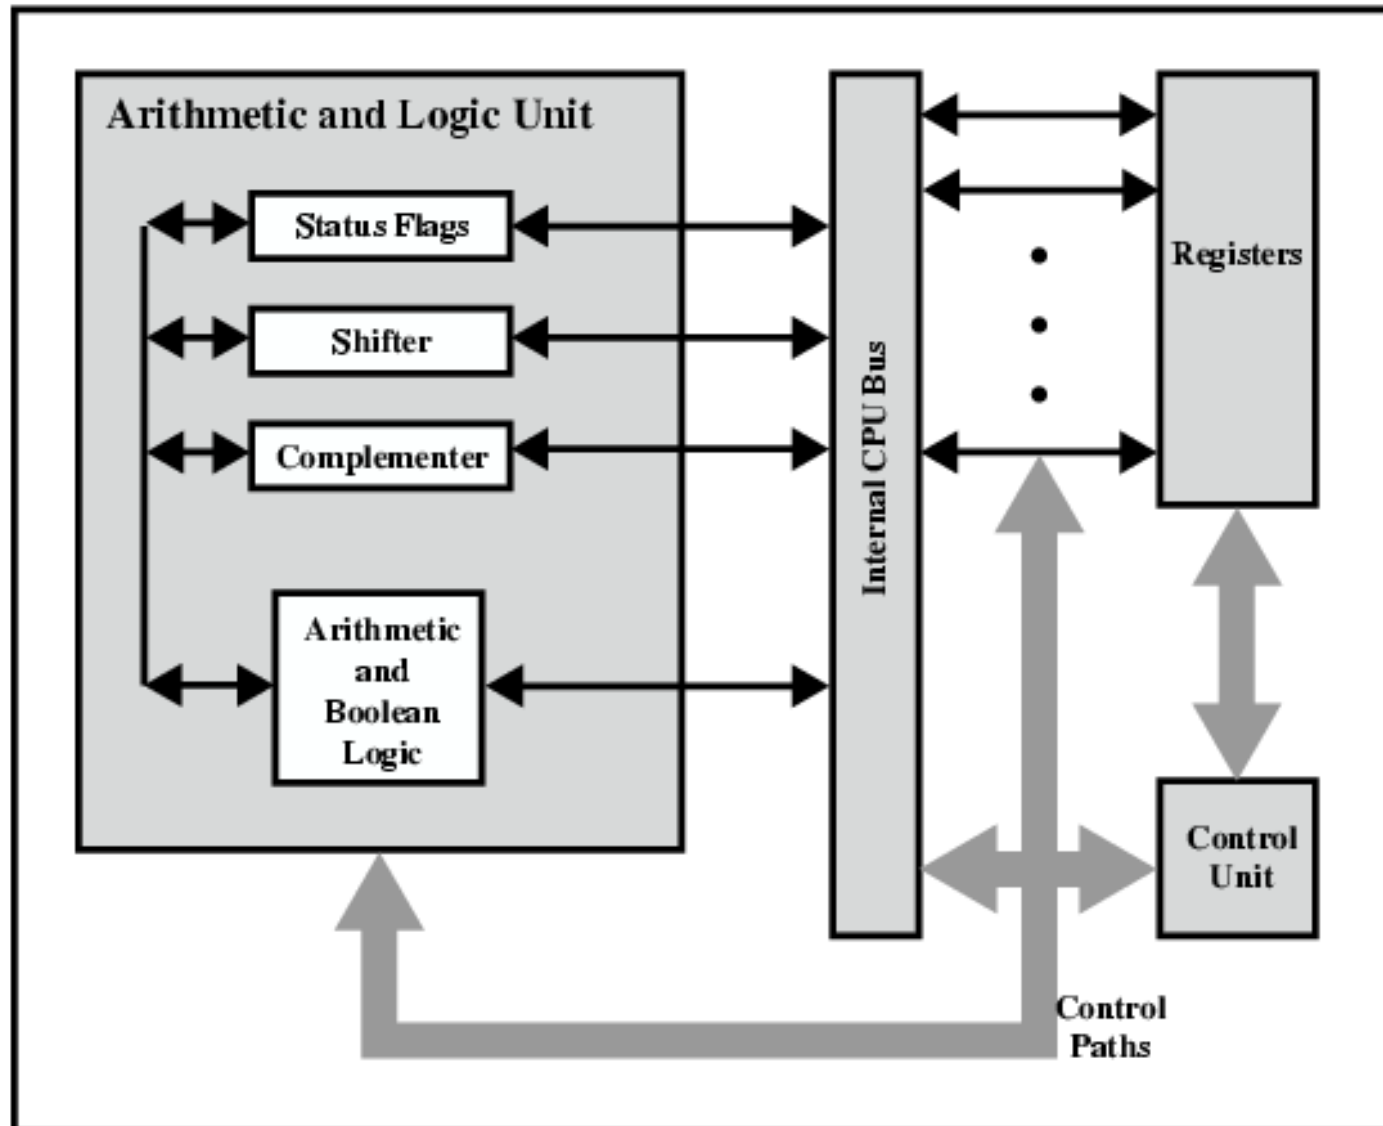 Arithmetic and Logic Unit
Status Flags
Shifter
Complementer
Arithmetic
and
Boolean
Logic
Internal CPU Bus
Registers
Control
Unit
Control
Paths